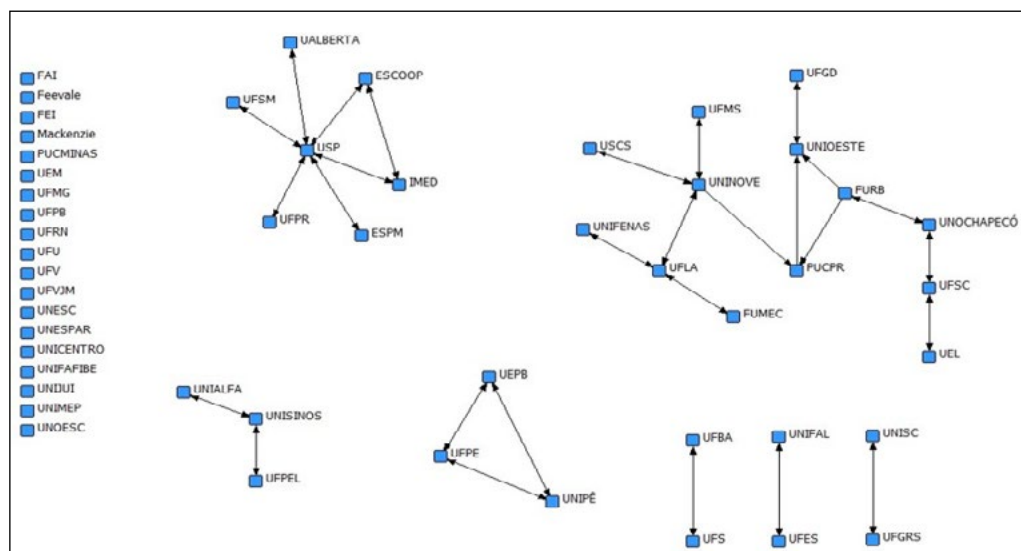 FAI
Feevale
FEI
Mackenzie
PUCMINAS
UEM
UFMG
UFPB
UFRN
UFU
UFV
UFVJM
UNESC
UNESPAR
UNICENTRO
UNIFAFIBE
UNIJUI
UNIMEP
UNOESC
UALBERTA
ESCOOP
UFSM
USP
IMED
UFPR
ESPM
UFGD
UFMS
USCS
UNIOESTE
UNINOVE
FURB
UNOCHAPECÓ
UNIFENAS
UFLA
PUCPR
UFSC
FUMEC
UEL
UNIALFA
UNISINOS
UFPEL
UEPB
UFPE
UNIPÊ
UFBA
UNIFAL
UNISC
UFS
UFES
UFGRS